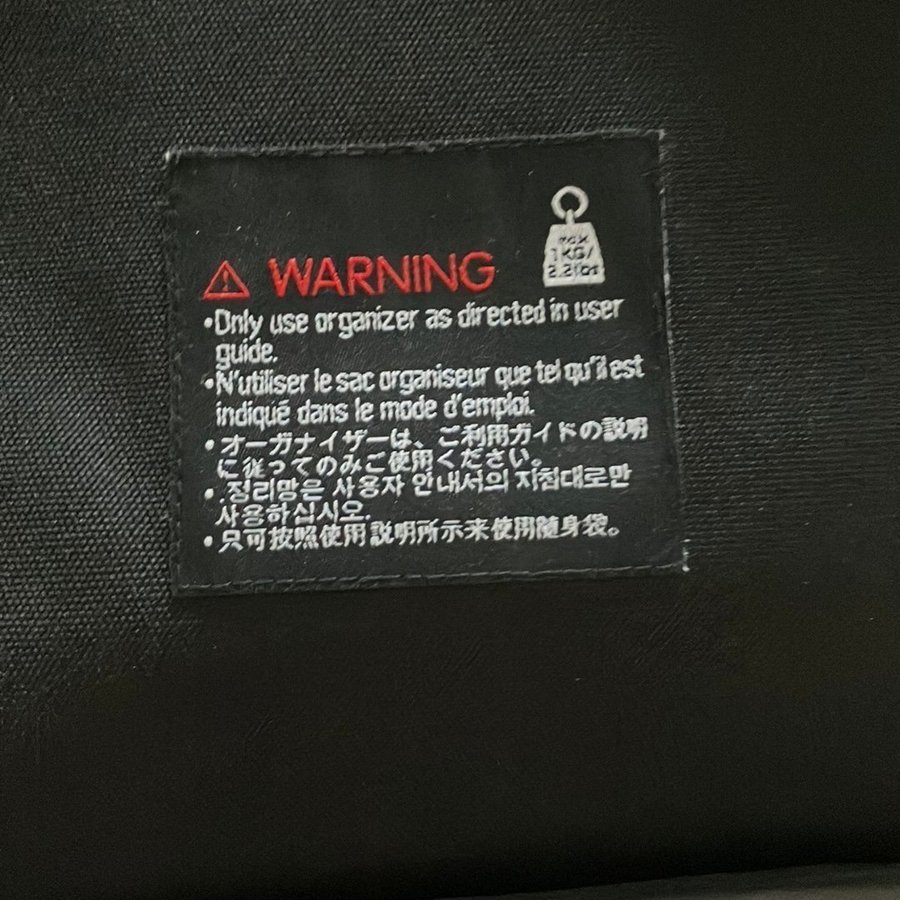 max
1KG/
2.2lbs
⚠ WARNING
•Only use organizer as directed in user
guide.
•N'utiliser le sac organiseur que tel qu'il est
indiqué dans le mode d'emploi.
•オーガナイザーは、ご利用ガイドの説明
に従ってのみご使用ください。
•.정리망은 사용자 안내서의 지침대로만
사용하십시오.
•只可按照使用説明所示来使用隨身袋。